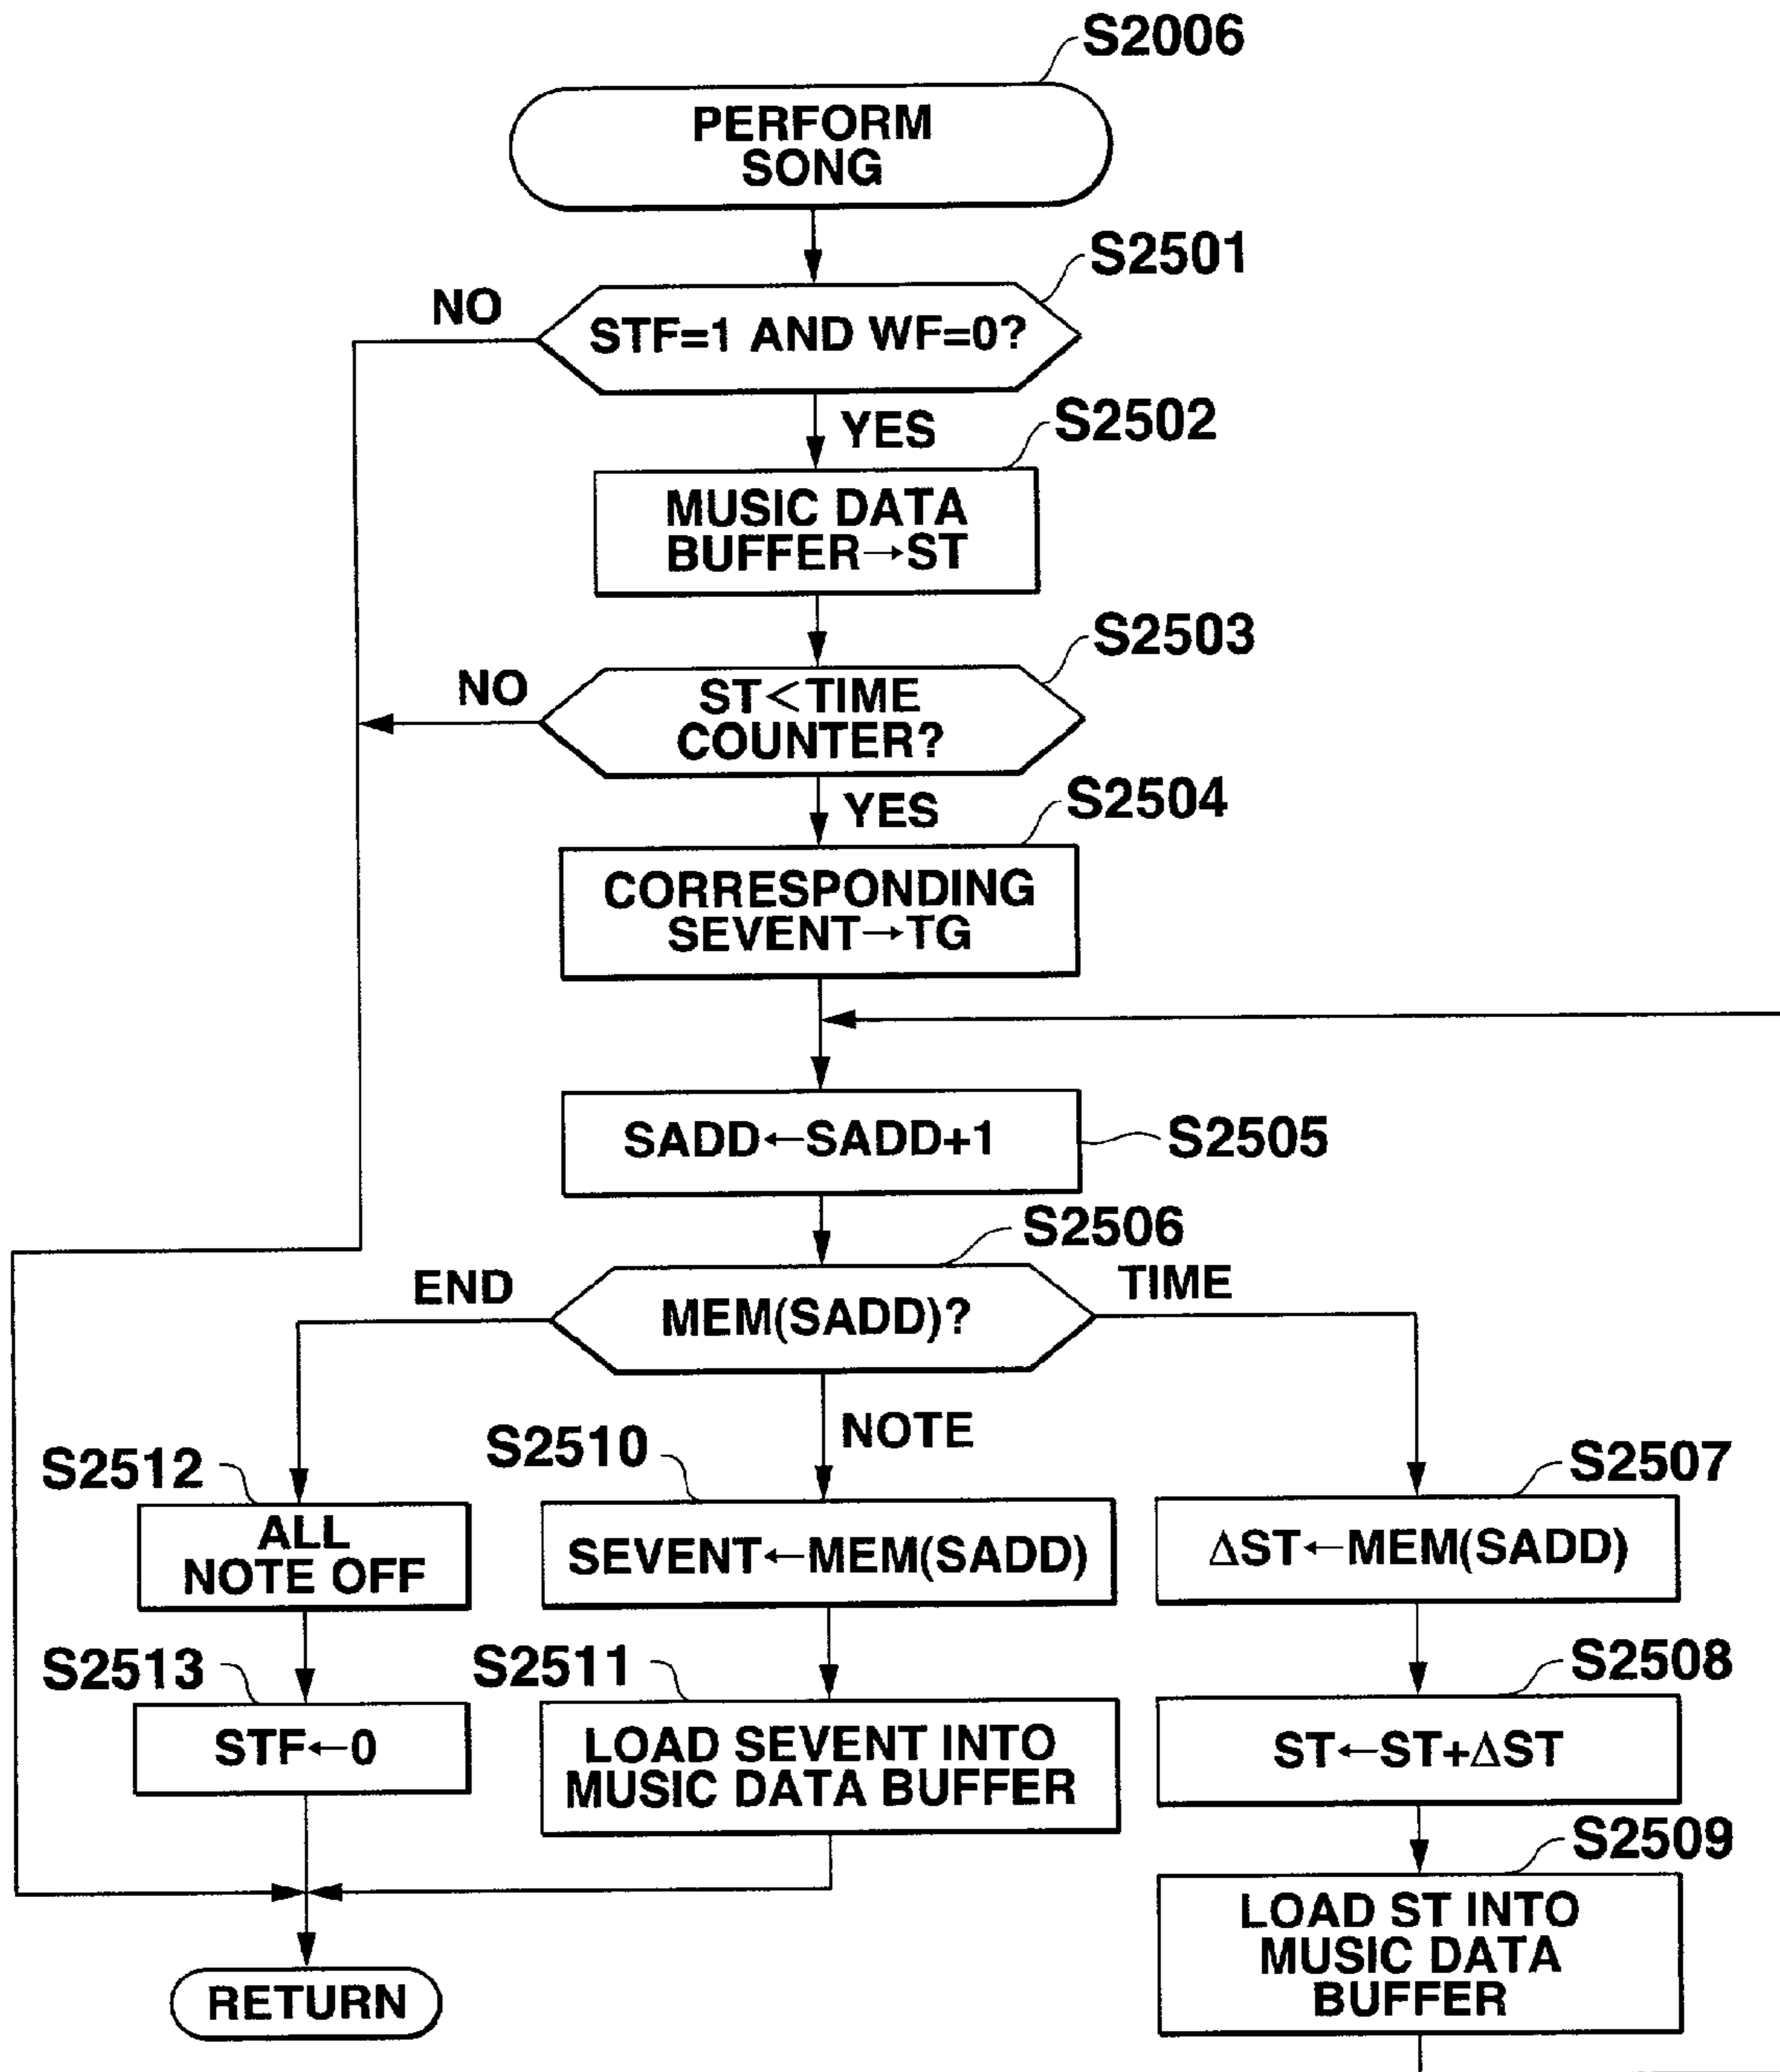 S2006
PERFORM
SONG
S2501
NO
STF=1 AND WF=0?
YES
S2502
MUSIC DATA
BUFFER→ST
S2503
NO
ST<TIME
COUNTER?
YES
S2504
CORRESPONDING
SEVENT→TG
SADD←SADD+1
S2505
S2506
END
TIME
MEM(SADD)?
NOTE
S2512
S2510
S2507
ALL
NOTE OFF
SEVENT←MEM(SADD)
ΔST←MEM(SADD)
S2513
S2511
S2508
STF←0
LOAD SEVENT INTO
MUSIC DATA BUFFER
ST←ST+ΔST
S2509
LOAD ST INTO
MUSIC DATA
BUFFER
RETURN